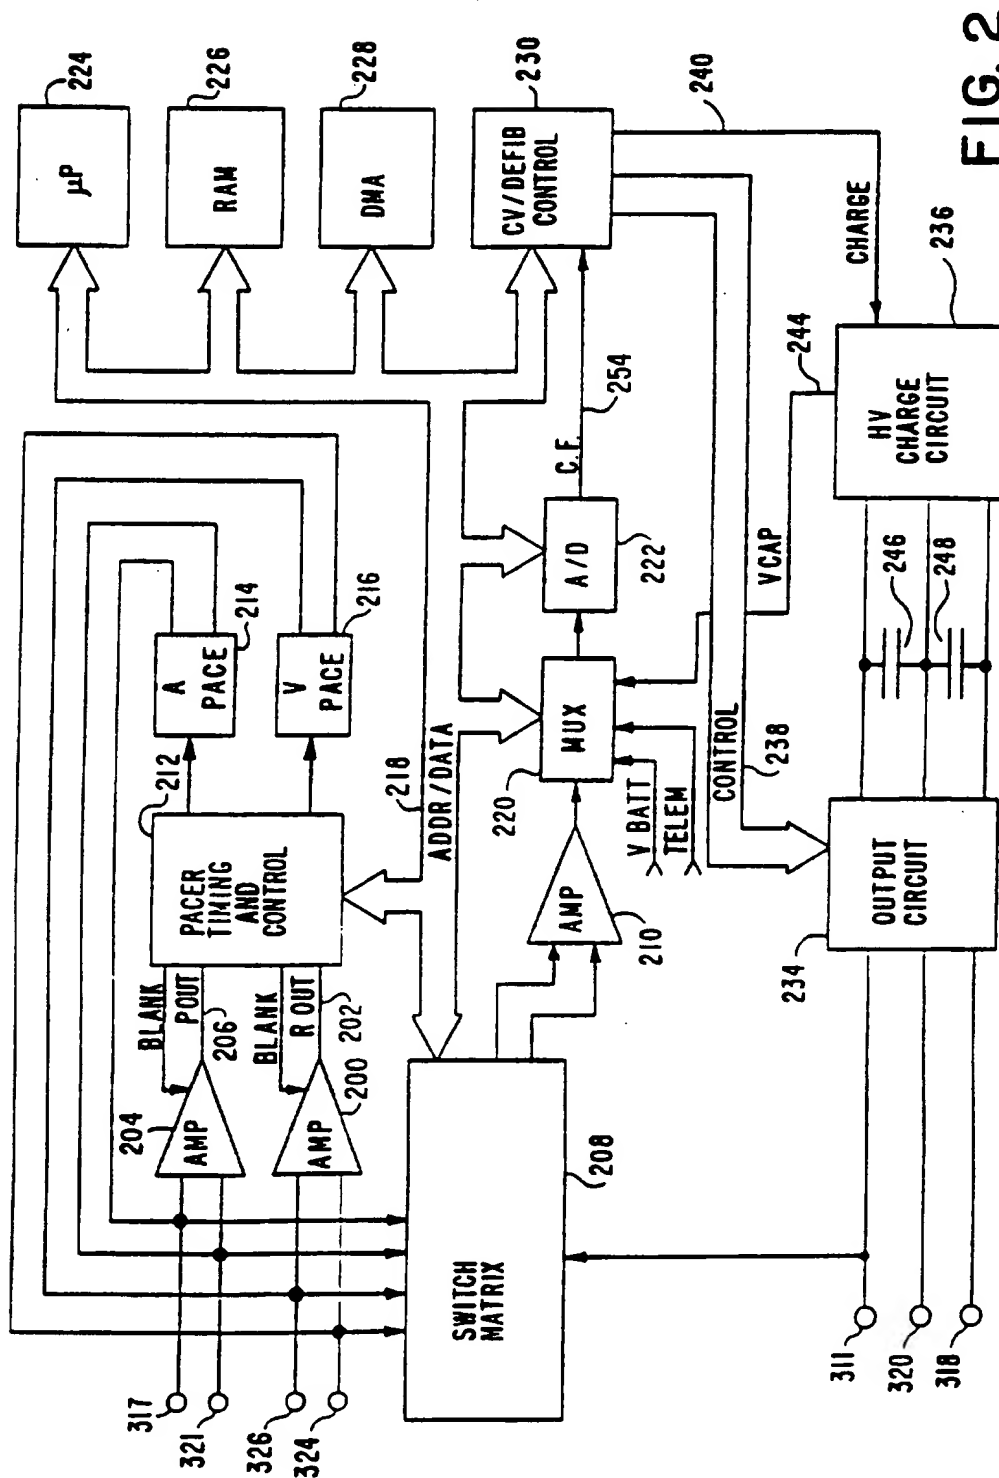 224
μP
226
RAM
228
DMA
230
CV/DEFIB
CONTROL
240
CHARGE
236
HV
CHARGE
CIRCUIT
244
246
248
VCAP
254
C.F.
A/D
222
214
A
PACE
216
V
PACE
212
PACER
TIMING
AND
CONTROL
218
ADDR/DATA
220
MUX
V BATT
TELEM
CONTROL
238
AMP
210
OUTPUT
CIRCUIT
234
BLANK
POUT
206
BLANK
R OUT
202
204
AMP
200
AMP
208
SWITCH
MATRIX
317
321
326
324
311
320
318
FIG. 2